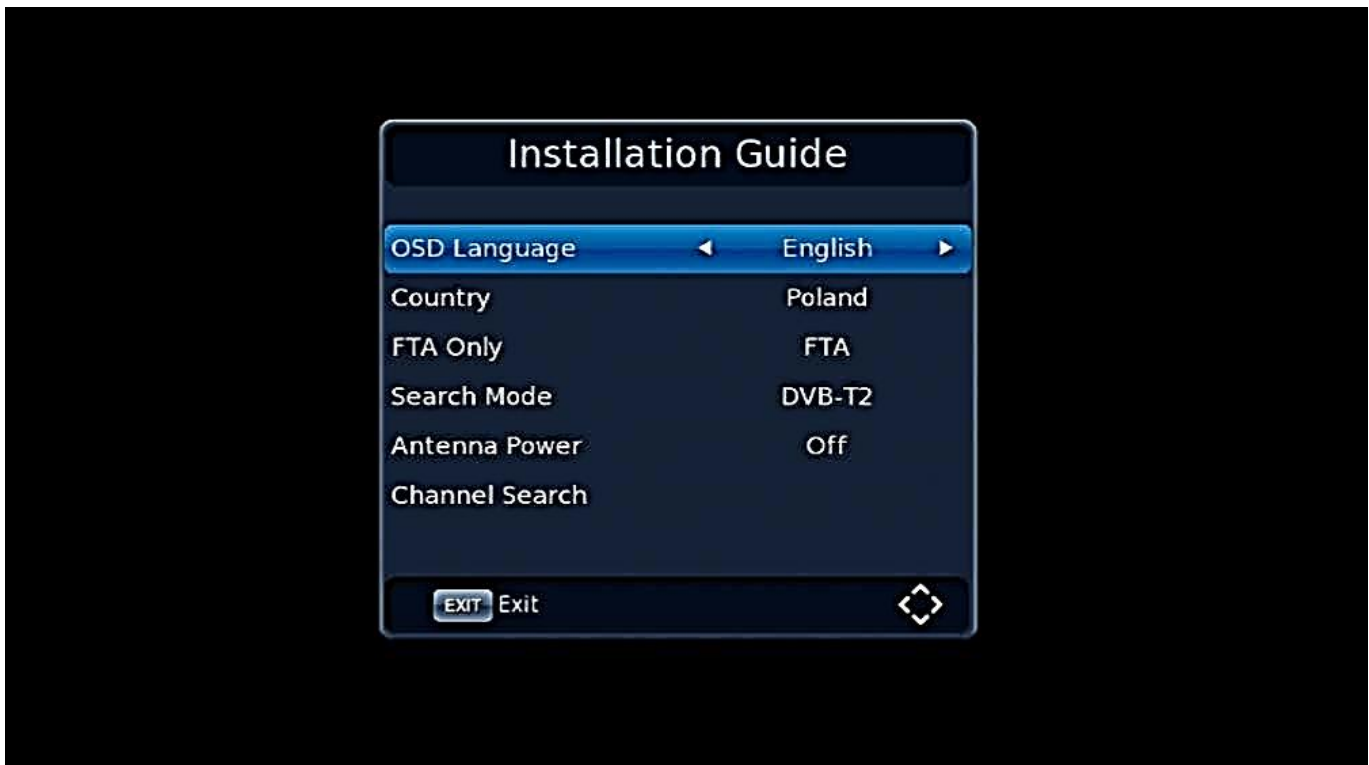 Installation Guide
OSD Language English
Country Poland
FTA Only FTA
Search Mode DVB-T2
Antenna Power Off
Channel Search
EXIT Exit